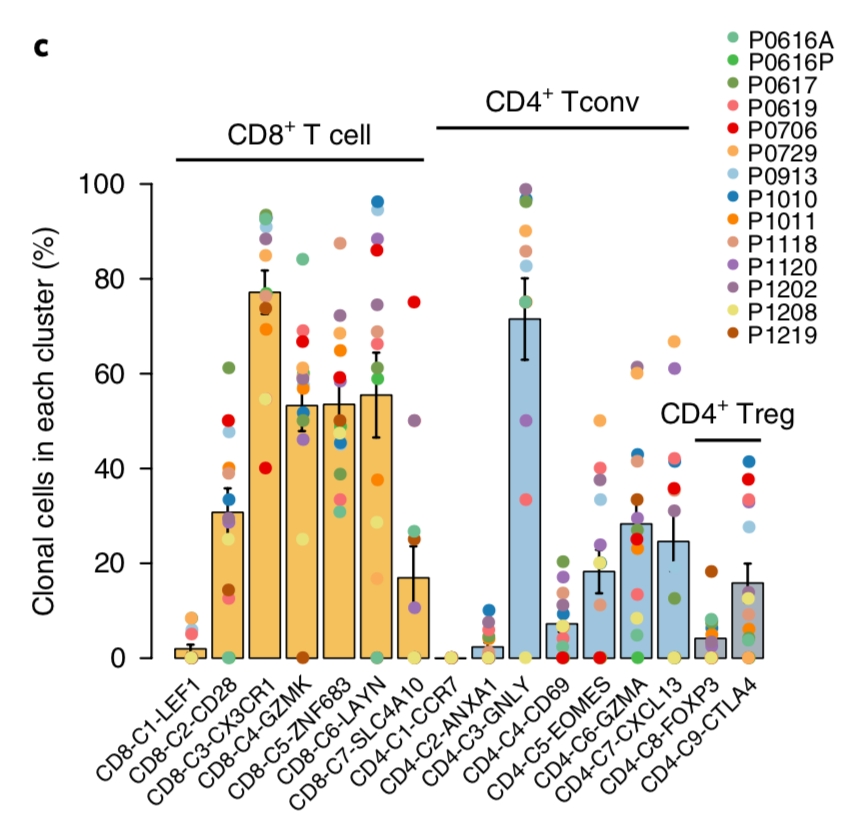 c
CD8⁺ T cell
CD4⁺ Tconv
CD4⁺ Treg
P0616A
P0616P
P0617
P0619
P0706
P0729
P0913
P1010
P1011
P1118
P1120
P1202
P1208
P1219
Clonal cells in each cluster (%)
100
80
60
40
20
0
CD8-C1-LEF1
CD8-C2-CD28
CD8-C3-CX3CR1
CD8-C4-GZMK
CD8-C5-ZNF683
CD8-C6-LAYN
CD8-C7-SLC4A10
CD4-C1-CCR7
CD4-C2-ANXA1
CD4-C3-GNLY
CD4-C4-CD69
CD4-C5-EOMES
CD4-C6-GZMA
CD4-C7-CXCL13
CD4-C8-FOXP3
CD4-C9-CTLA4